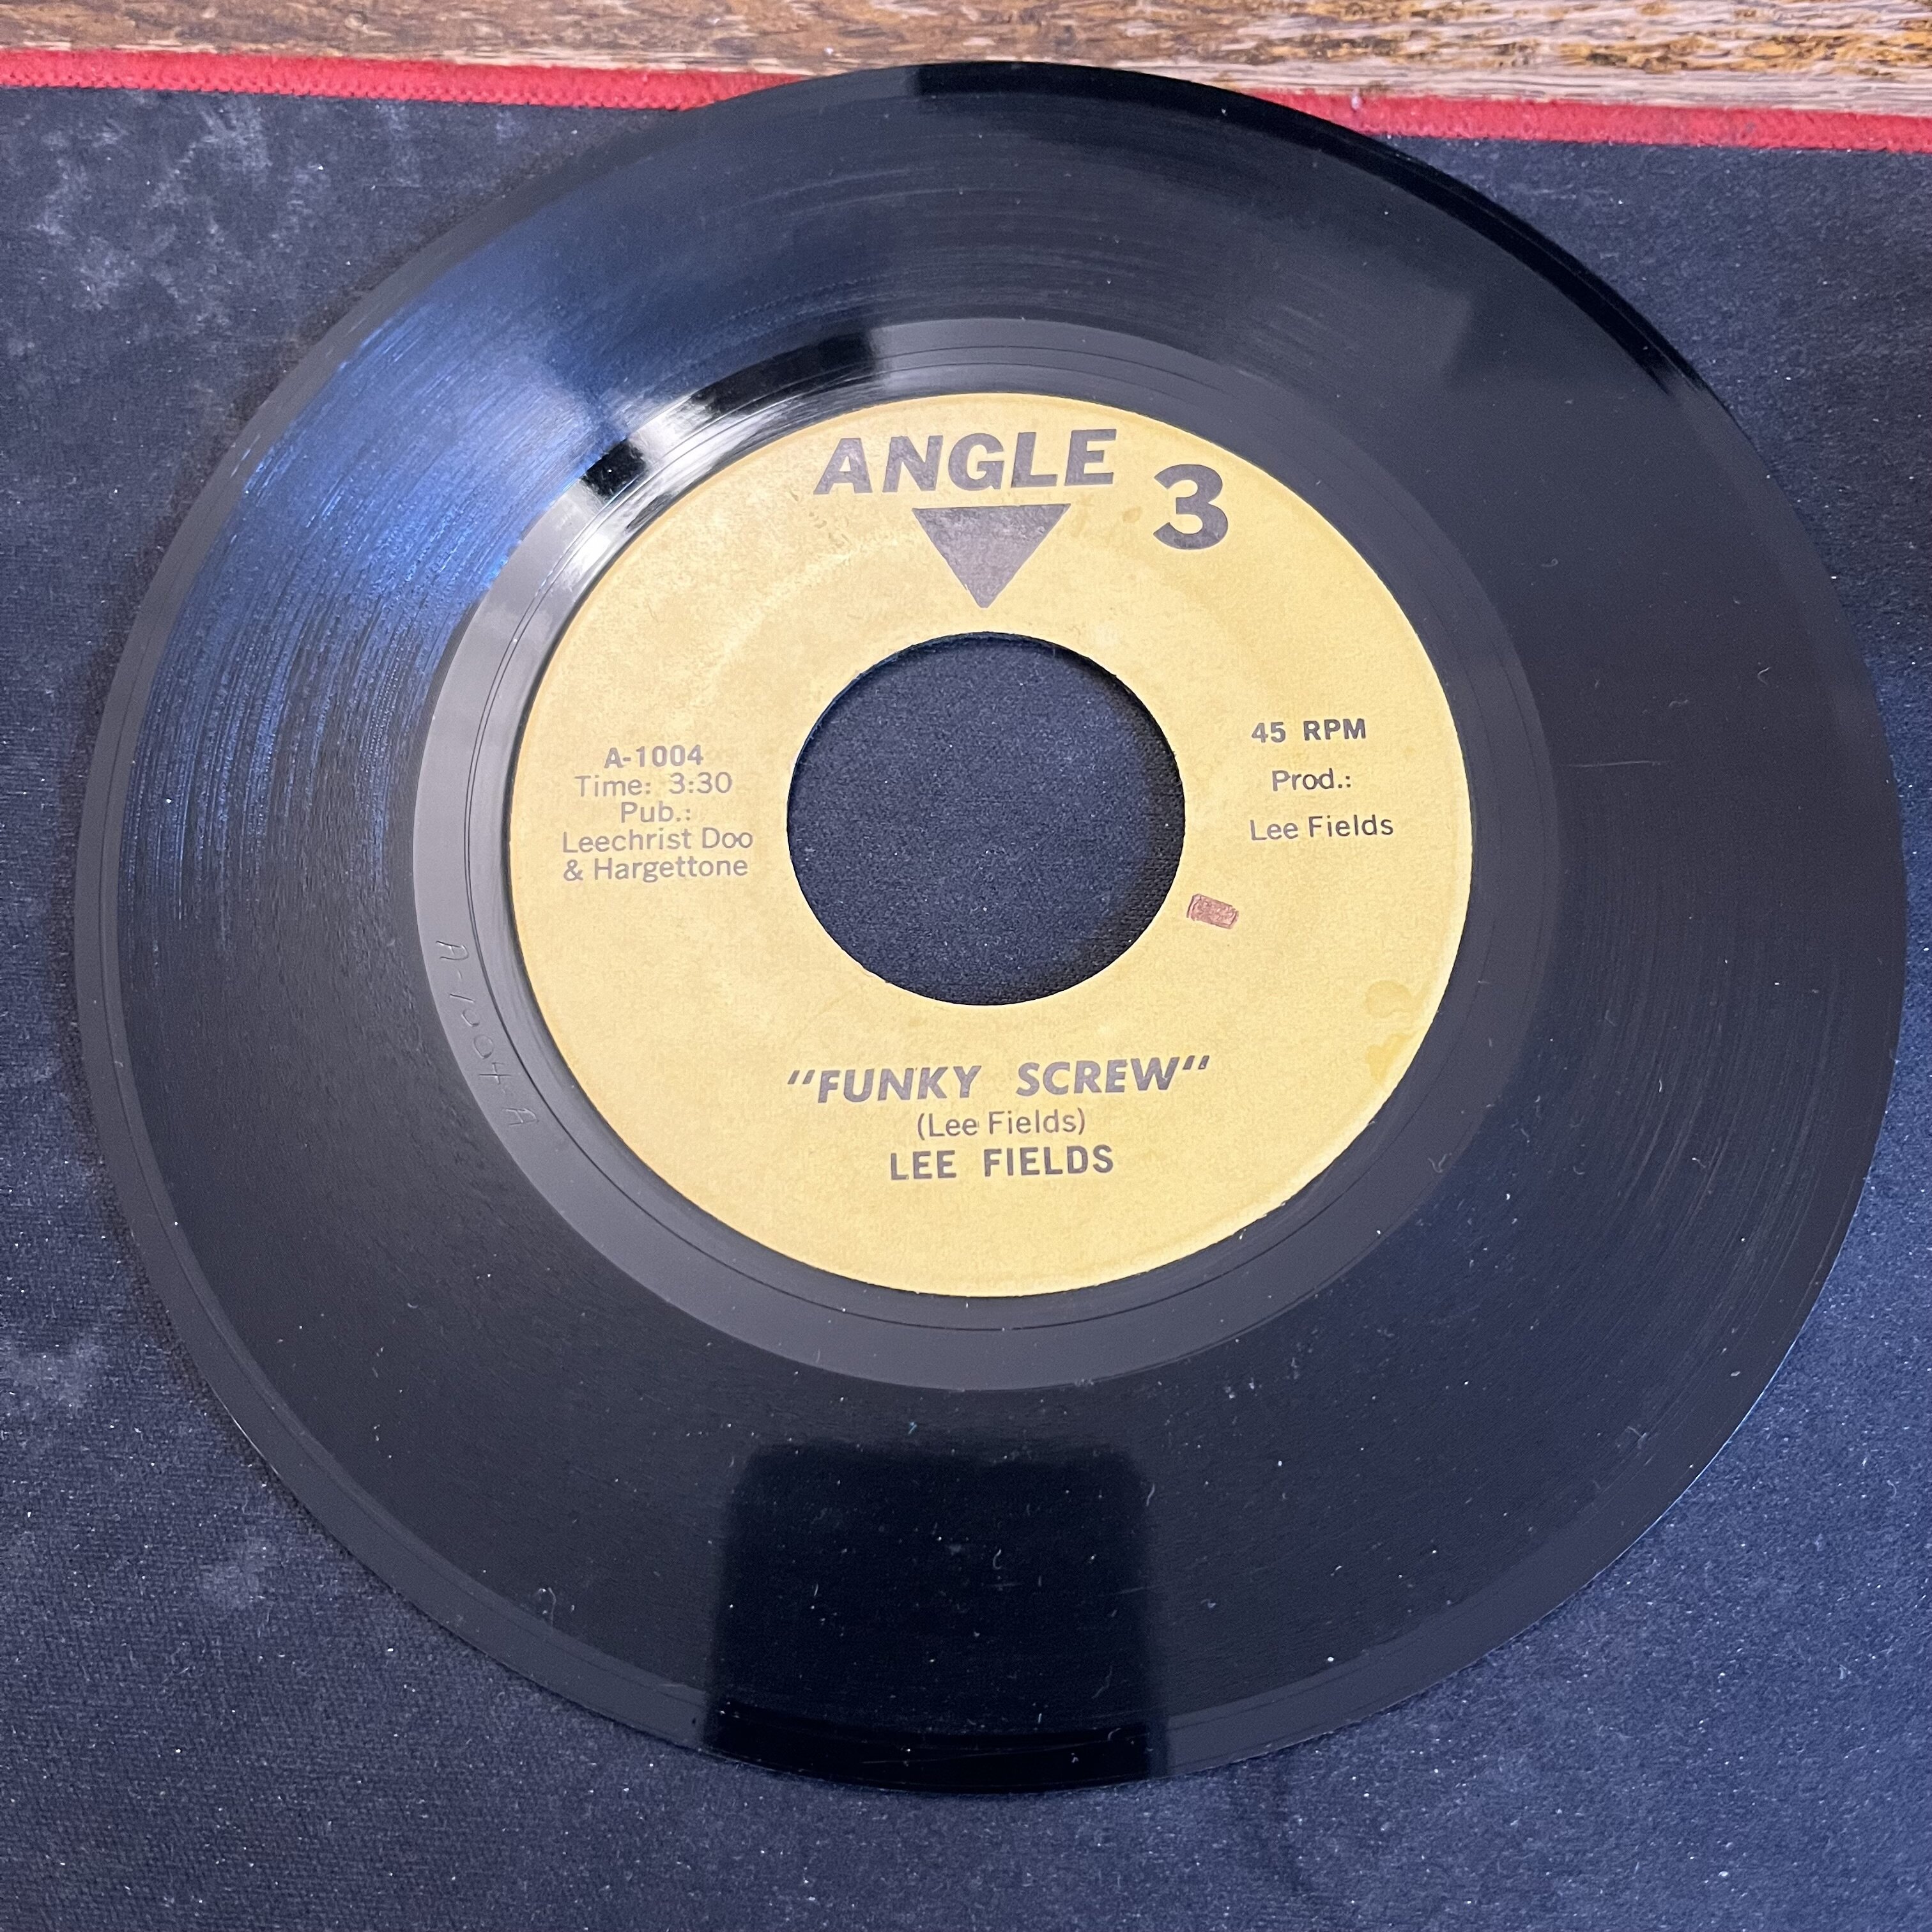 ANGLE 3
A-1004
Time: 3:30
Pub.:
Leechrist Doo
& Hargettone
45 RPM
Prod.:
Lee Fields
"FUNKY SCREW"
(Lee Fields)
LEE FIELDS
A-1004-A